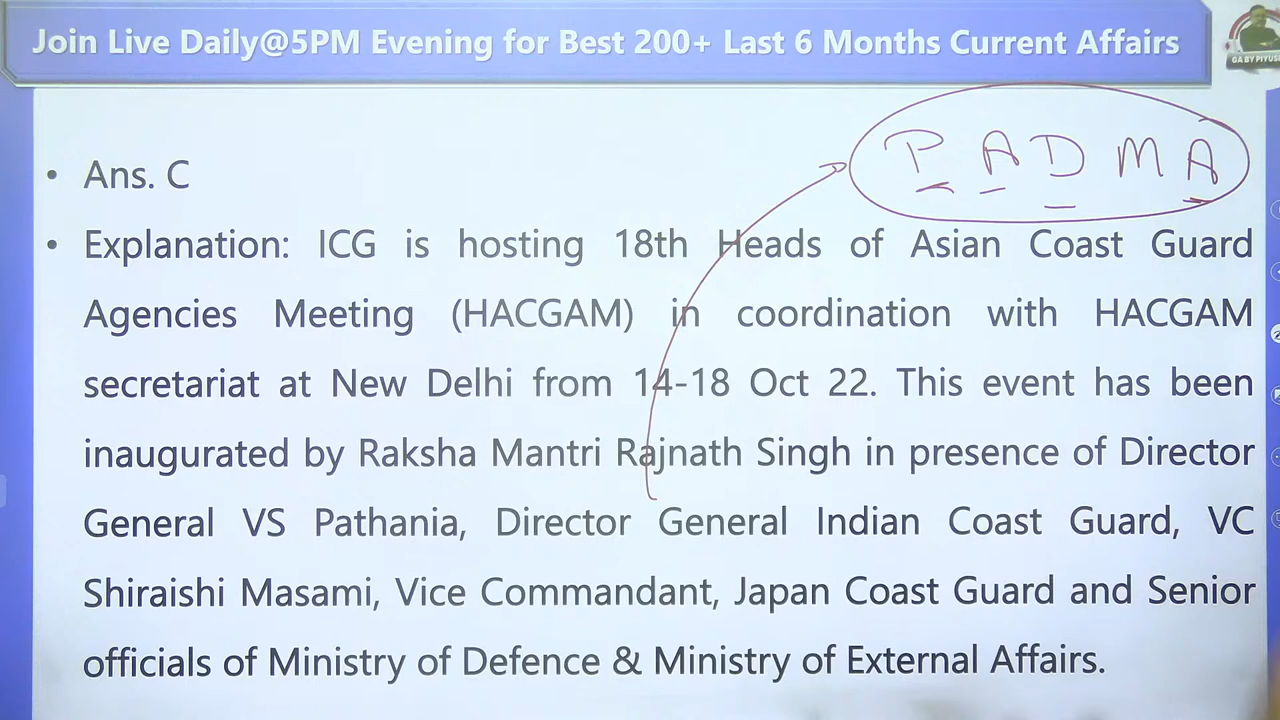 Join Live Daily@5PM Evening for Best 200+ Last 6 Months Current Affairs
GA BY PIYUSH
PADMA
• Ans. C
• Explanation: ICG is hosting 18th Heads of Asian Coast Guard
Agencies Meeting (HACGAM) in coordination with HACGAM
secretariat at New Delhi from 14-18 Oct 22. This event has been
inaugurated by Raksha Mantri Rajnath Singh in presence of Director
General VS Pathania, Director General Indian Coast Guard, VC
Shiraishi Masami, Vice Commandant, Japan Coast Guard and Senior
officials of Ministry of Defence & Ministry of External Affairs.